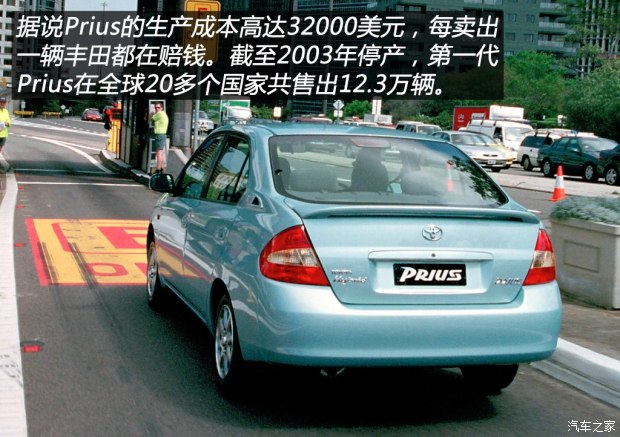 据说Prius的生产成本高达32000美元，每卖出
一辆丰田都在赔钱。截至2003年停产，第一代
Prius在全球20多个国家共售出12.3万辆。
PRIUS
汽车之家